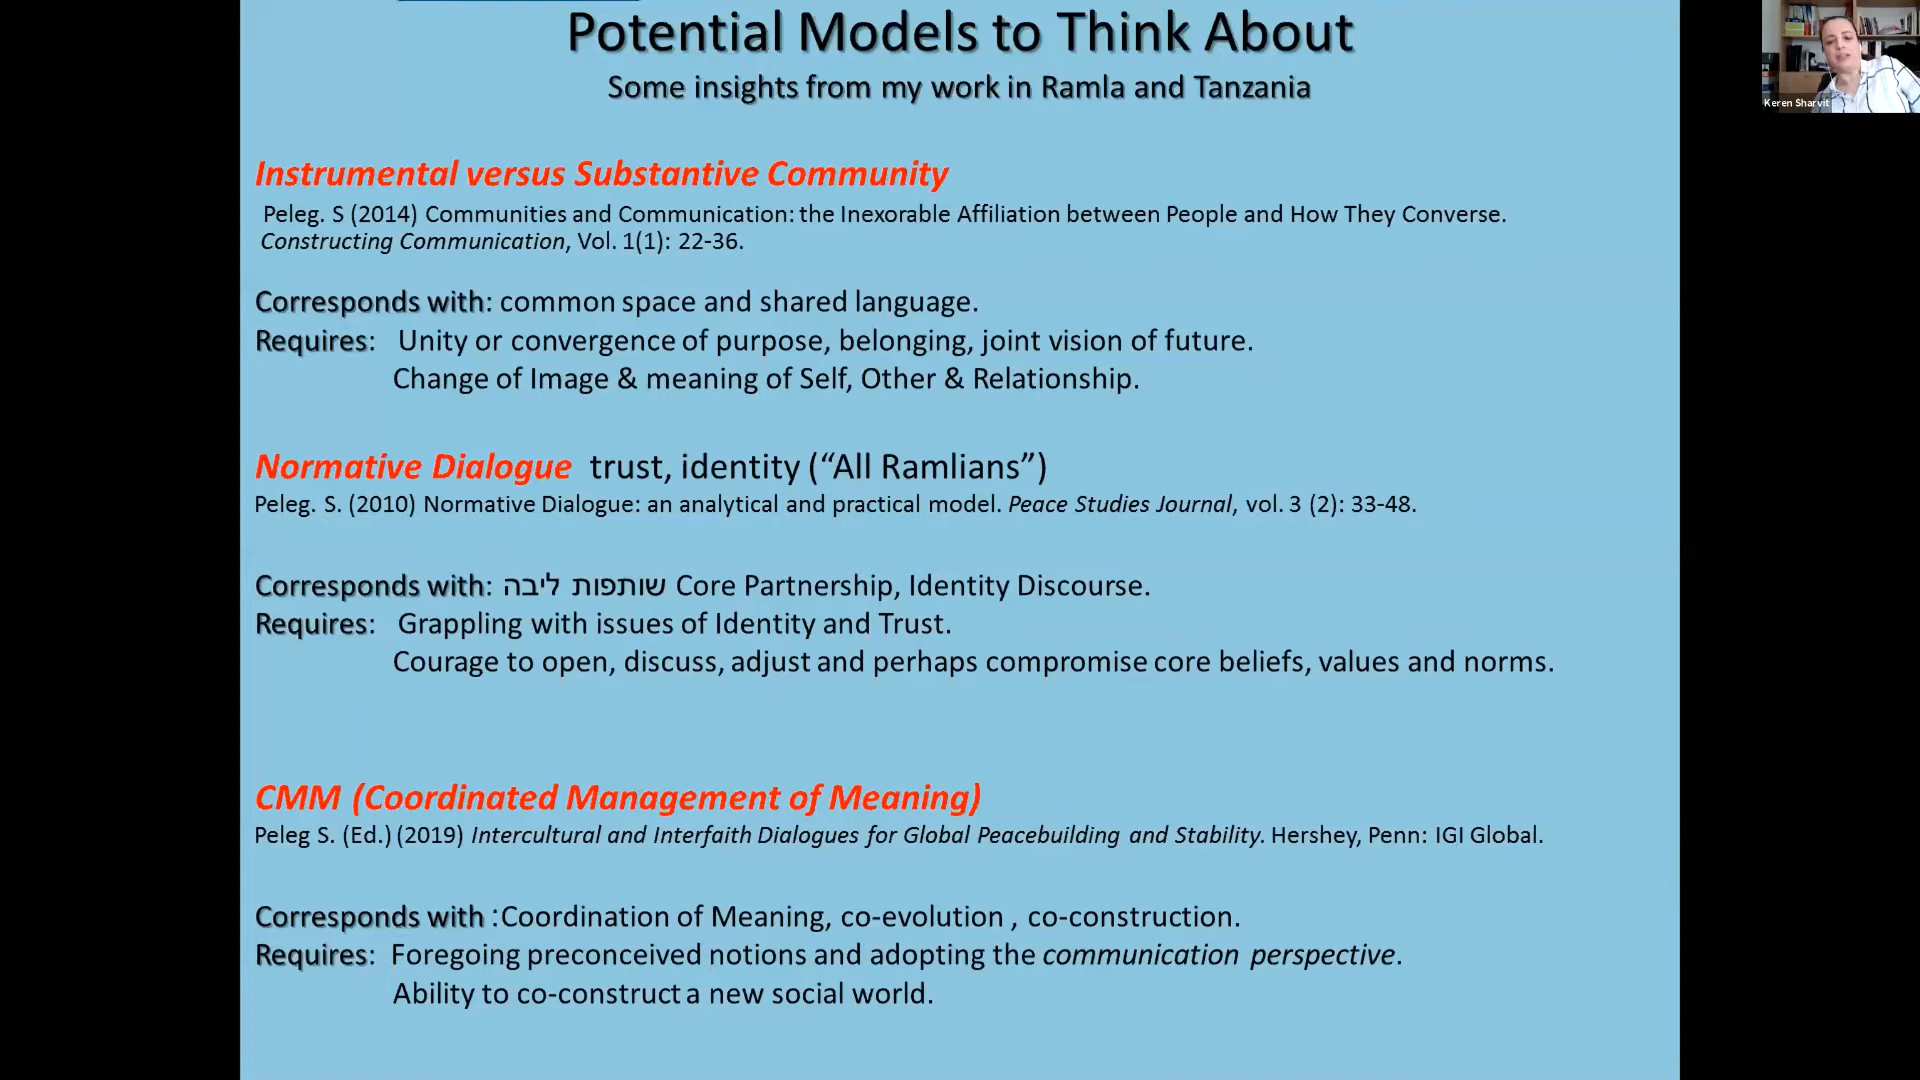 Potential Models to Think About
Some insights from my work in Ramla and Tanzania
Keren Sharvit
Instrumental versus Substantive Community
Peleg. S (2014) Communities and Communication: the Inexorable Affiliation between People and How They Converse.
Constructing Communication, Vol. 1(1): 22-36.
Corresponds with: common space and shared language.
Requires: Unity or convergence of purpose, belonging, joint vision of future.
Change of Image & meaning of Self, Other & Relationship.
Normative Dialogue trust, identity (“All Ramlians”)
Peleg. S. (2010) Normative Dialogue: an analytical and practical model. Peace Studies Journal, vol. 3 (2): 33-48.
Corresponds with: שותפות ליבה Core Partnership, Identity Discourse.
Requires: Grappling with issues of Identity and Trust.
Courage to open, discuss, adjust and perhaps compromise core beliefs, values and norms.
CMM (Coordinated Management of Meaning)
Peleg S. (Ed.) (2019) Intercultural and Interfaith Dialogues for Global Peacebuilding and Stability. Hershey, Penn: IGI Global.
Corresponds with :Coordination of Meaning, co-evolution , co-construction.
Requires: Foregoing preconceived notions and adopting the communication perspective.
Ability to co-construct a new social world.